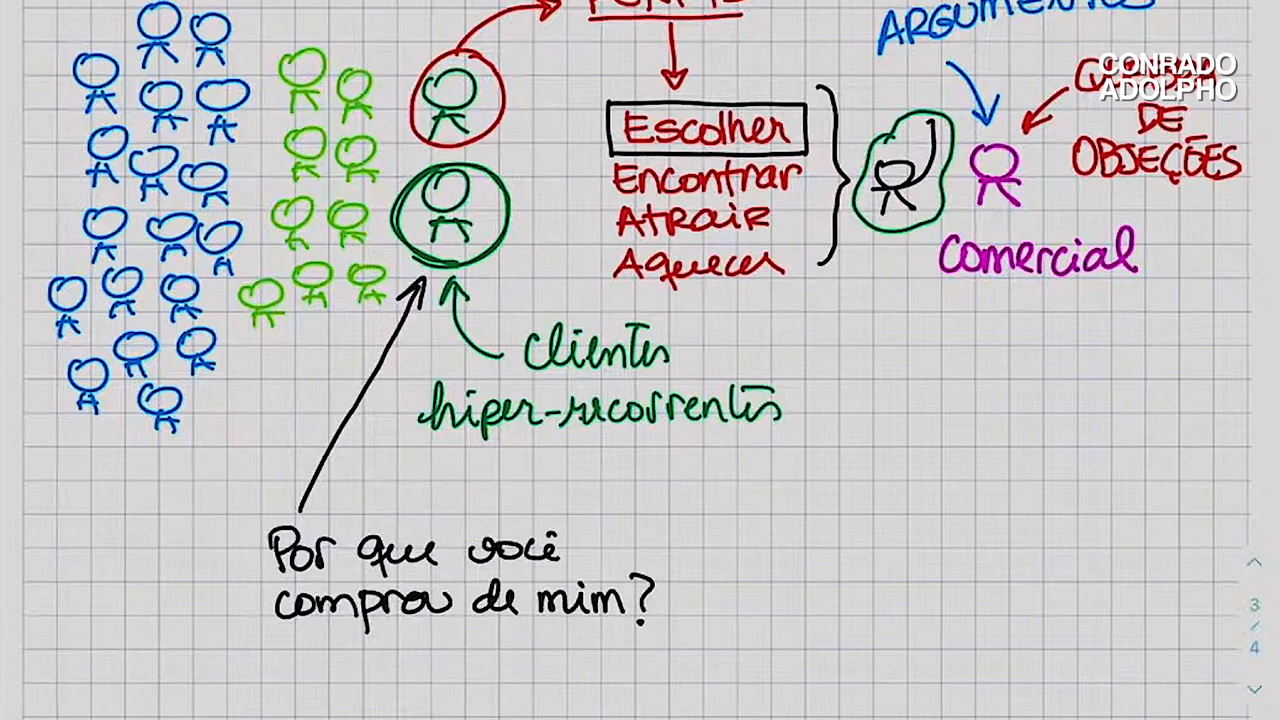 ARGUMENTOS
CONRADO
ADOLPHO
DE
OBJEÇÕES
Escolher
Encontrar
Atrair
Aquecer
comercial
clientes
hiper-recorrentes
Por que você
comprou de mim?
3
/
4